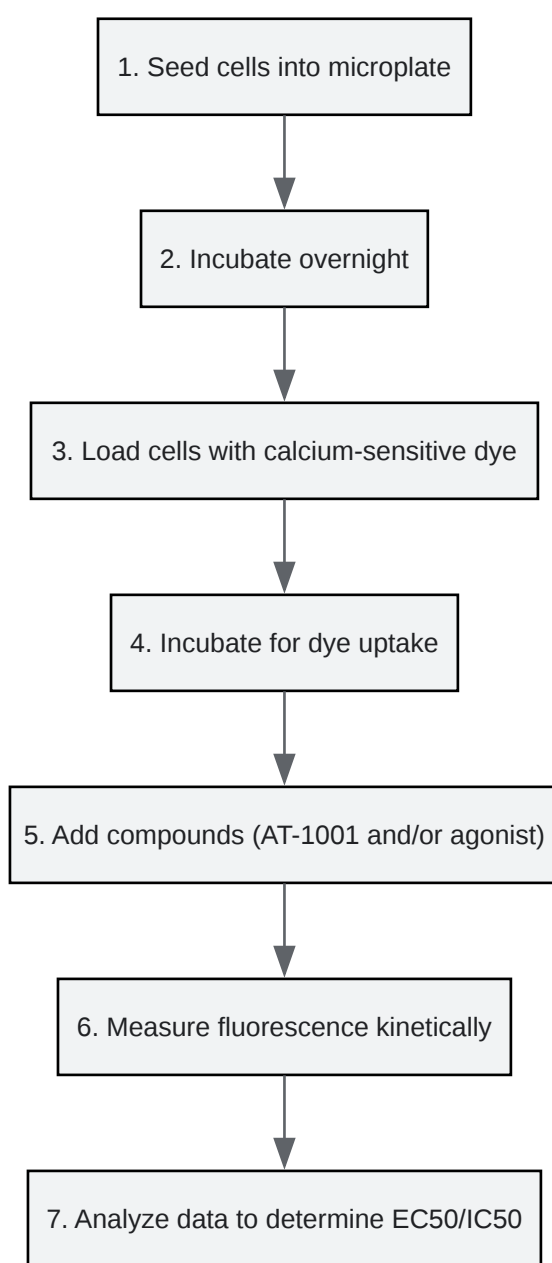 1. Seed cells into microplate
2. Incubate overnight
3. Load cells with calcium-sensitive dye
4. Incubate for dye uptake
5. Add compounds (AT-1001 and/or agonist)
6. Measure fluorescence kinetically
7. Analyze data to determine EC50/IC50